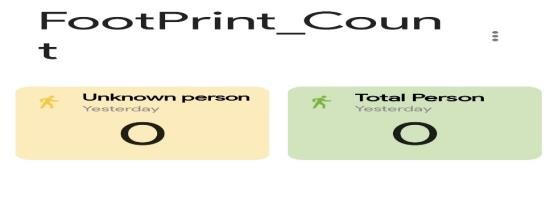 FootPrint_Coun
t
Unknown person
Yesterday
0
Total Person
Yesterday
0